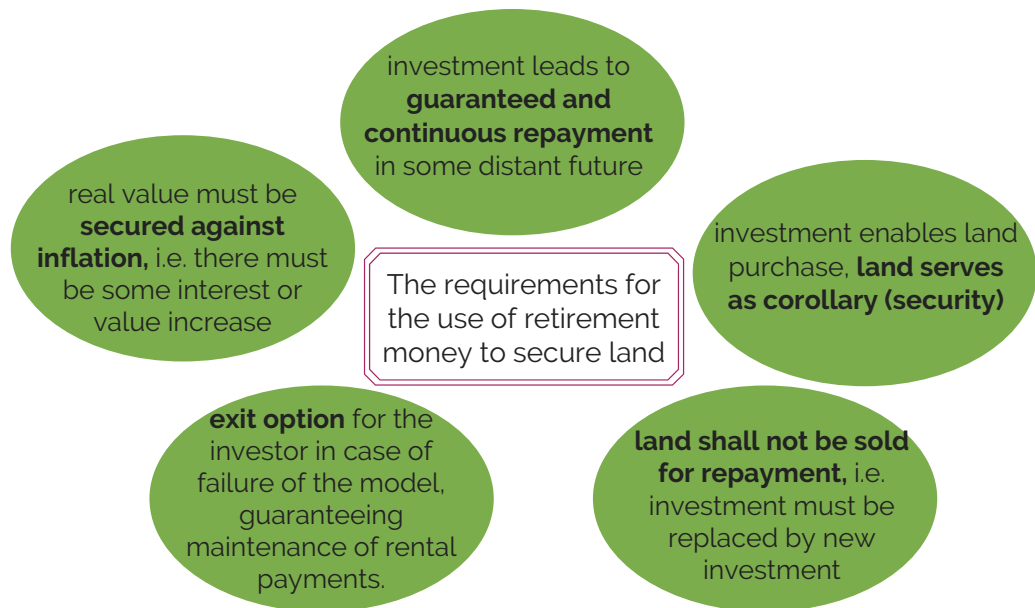 investment leads to
guaranteed and
continuous repayment
in some distant future
real value must be
secured against
inflation, i.e. there must
be some interest or
value increase
investment enables land
purchase, land serves
as corollary (security)
The requirements for
the use of retirement
money to secure land
exit option for the
investor in case of
failure of the model,
guaranteeing
maintenance of rental
payments.
land shall not be sold
for repayment, i.e.
investment must be
replaced by new
investment